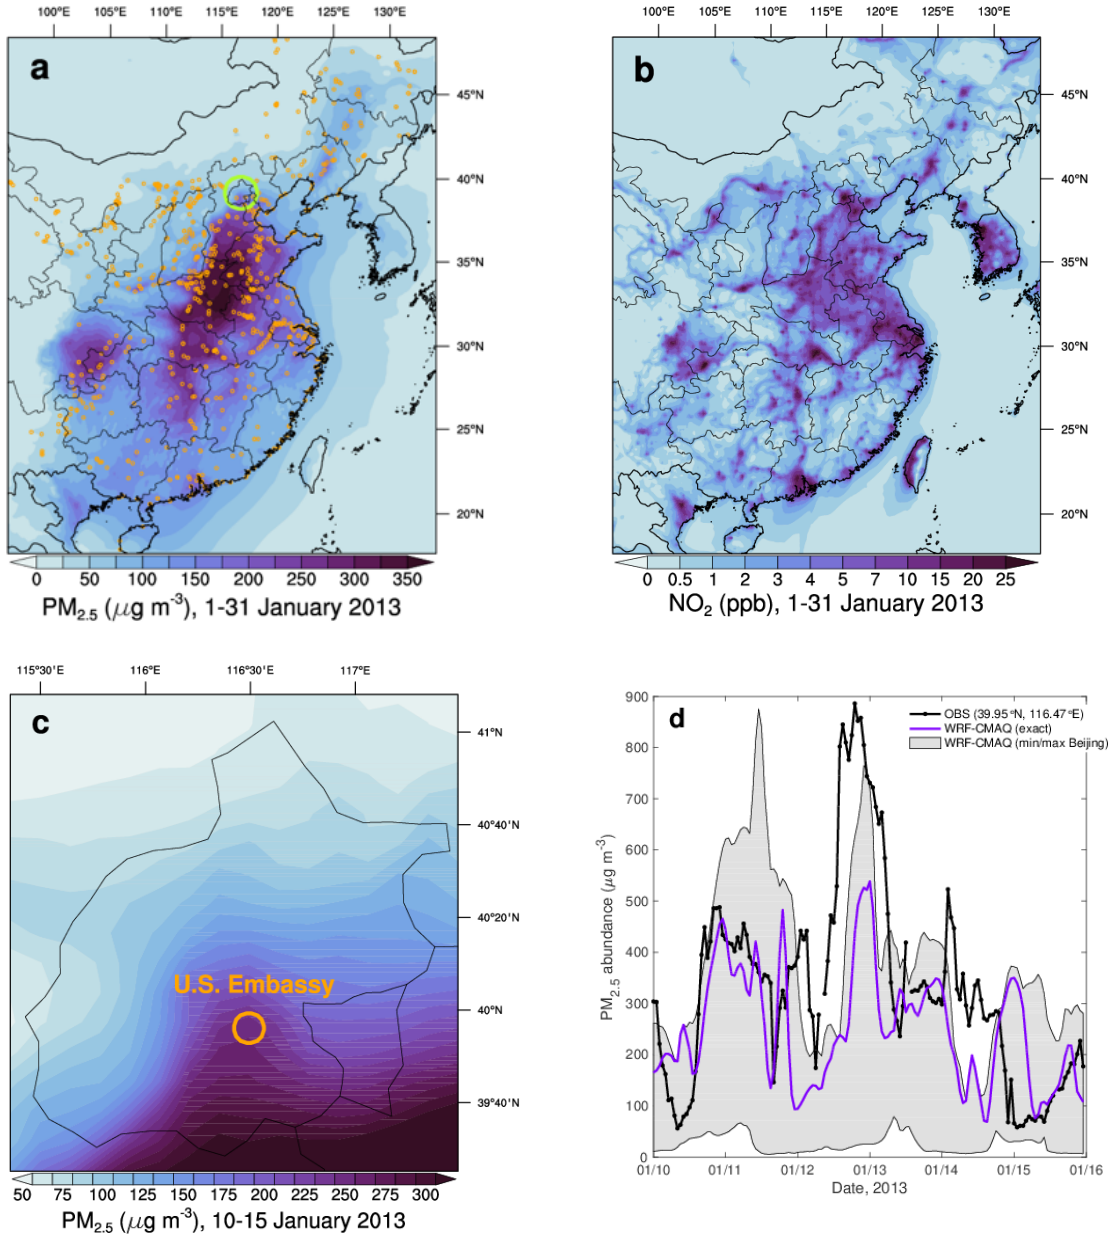 100°E 105°E 110°E 115°E 120°E 125°E 130°E
a
45°N
40°N
35°N
30°N
25°N
20°N
0 50 100 150 200 250 300 350
PM2.5 (μg m-3), 1-31 January 2013
100°E 105°E 110°E 115°E 120°E 125°E 130°E
b
45°N
40°N
35°N
30°N
25°N
20°N
0 0.5 1 2 3 4 5 7 10 15 20 25
NO2 (ppb), 1-31 January 2013
115°30'E 116°E 116°30'E 117°E
c
41°N
40°40'N
40°20'N
U.S. Embassy
40°N
39°40'N
50 75 100 125 150 175 200 225 250 275 300
PM2.5 (μg m-3), 10-15 January 2013
d
OBS (39.95°N, 116.47°E)
WRF-CMAQ (exact)
WRF-CMAQ (min/max Beijing)
900
800
700
600
500
400
300
200
100
0
PM2.5 abundance (μg m-3)
01/10 01/11 01/12 01/13 01/14 01/15 01/16
Date, 2013